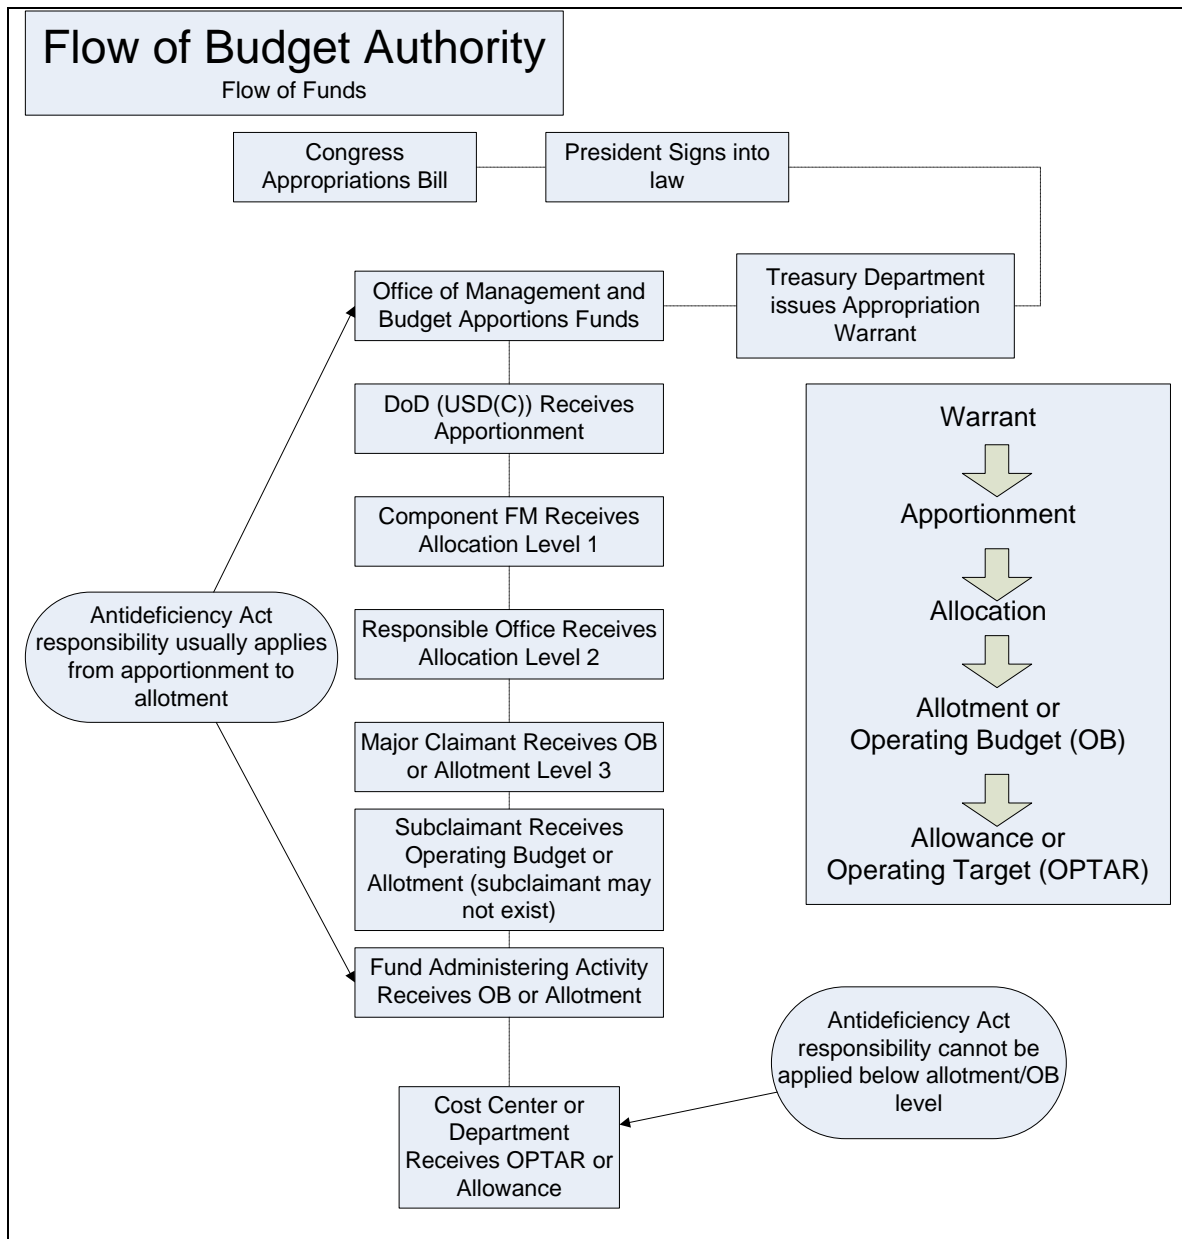 Flow of Budget Authority
Flow of Funds
Congress
Appropriations Bill
President Signs into
law
Treasury Department
issues Appropriation
Warrant
Office of Management and
Budget Apportions Funds
DoD (USD(C)) Receives
Apportionment
Component FM Receives
Allocation Level 1
Responsible Office Receives
Allocation Level 2
Major Claimant Receives OB
or Allotment Level 3
Subclaimant Receives
Operating Budget or
Allotment (subclaimant may
not exist)
Fund Administering Activity
Receives OB or Allotment
Cost Center or
Department
Receives OPTAR or
Allowance
Antideficiency Act
responsibility usually applies
from apportionment to
allotment
Antideficiency Act
responsibility cannot be
applied below allotment/OB
level
Warrant
Apportionment
Allocation
Allotment or
Operating Budget (OB)
Allowance or
Operating Target (OPTAR)